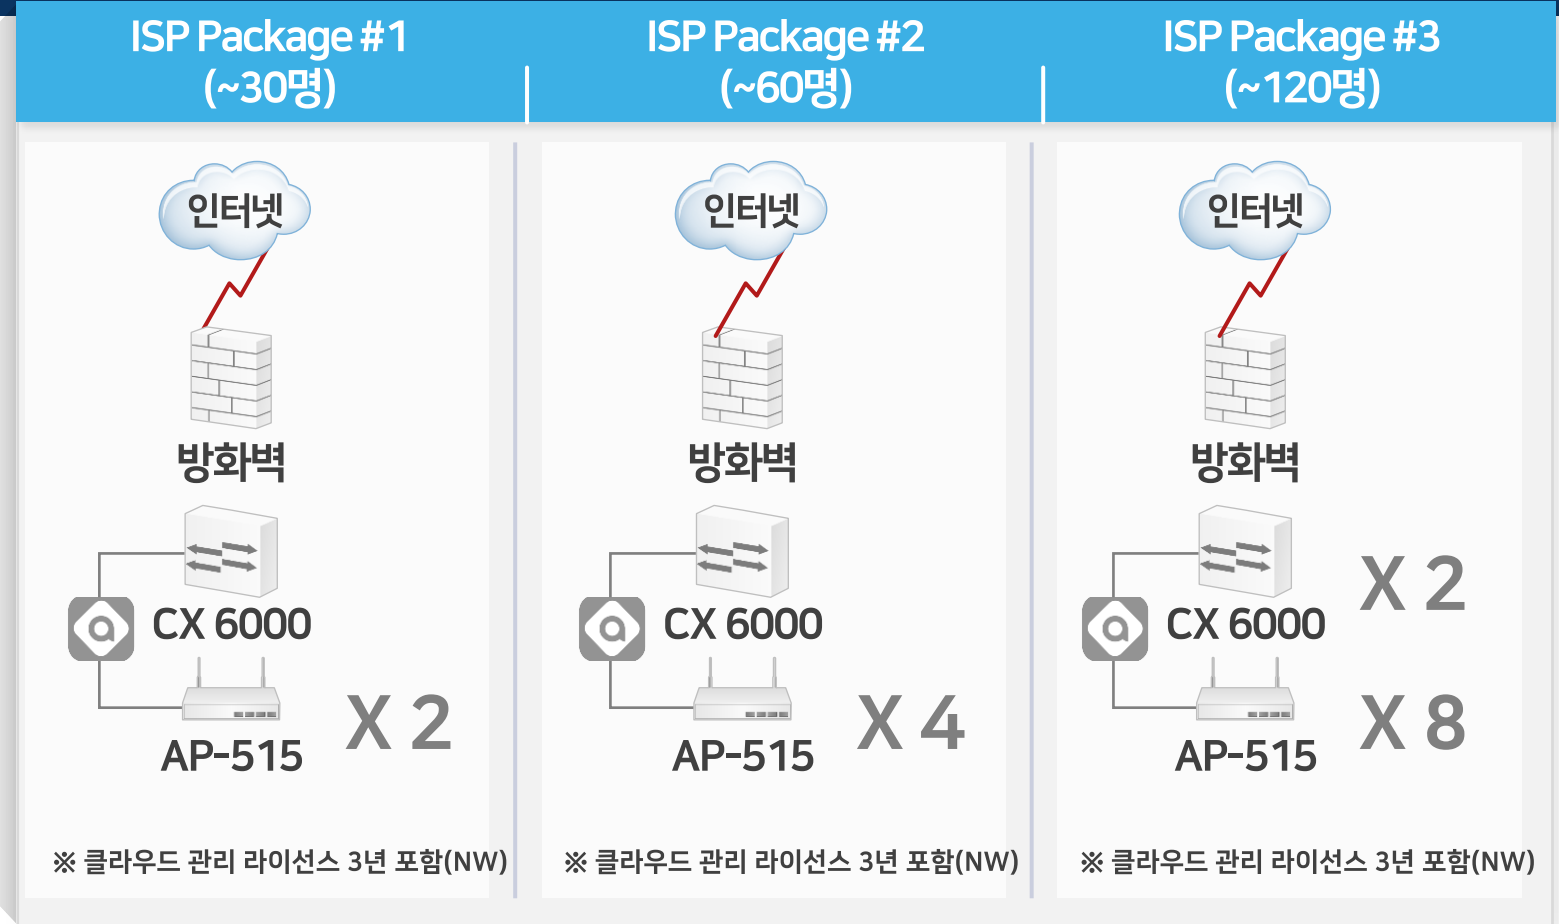 ISP Package #1
(~30명)
인터넷
방화벽
CX 6000
AP-515
X 2
※ 클라우드 관리 라이선스 3년 포함(NW)
ISP Package #2
(~60명)
인터넷
방화벽
CX 6000
AP-515
X 4
※ 클라우드 관리 라이선스 3년 포함(NW)
ISP Package #3
(~120명)
인터넷
방화벽
CX 6000
X 2
AP-515
X 8
※ 클라우드 관리 라이선스 3년 포함(NW)